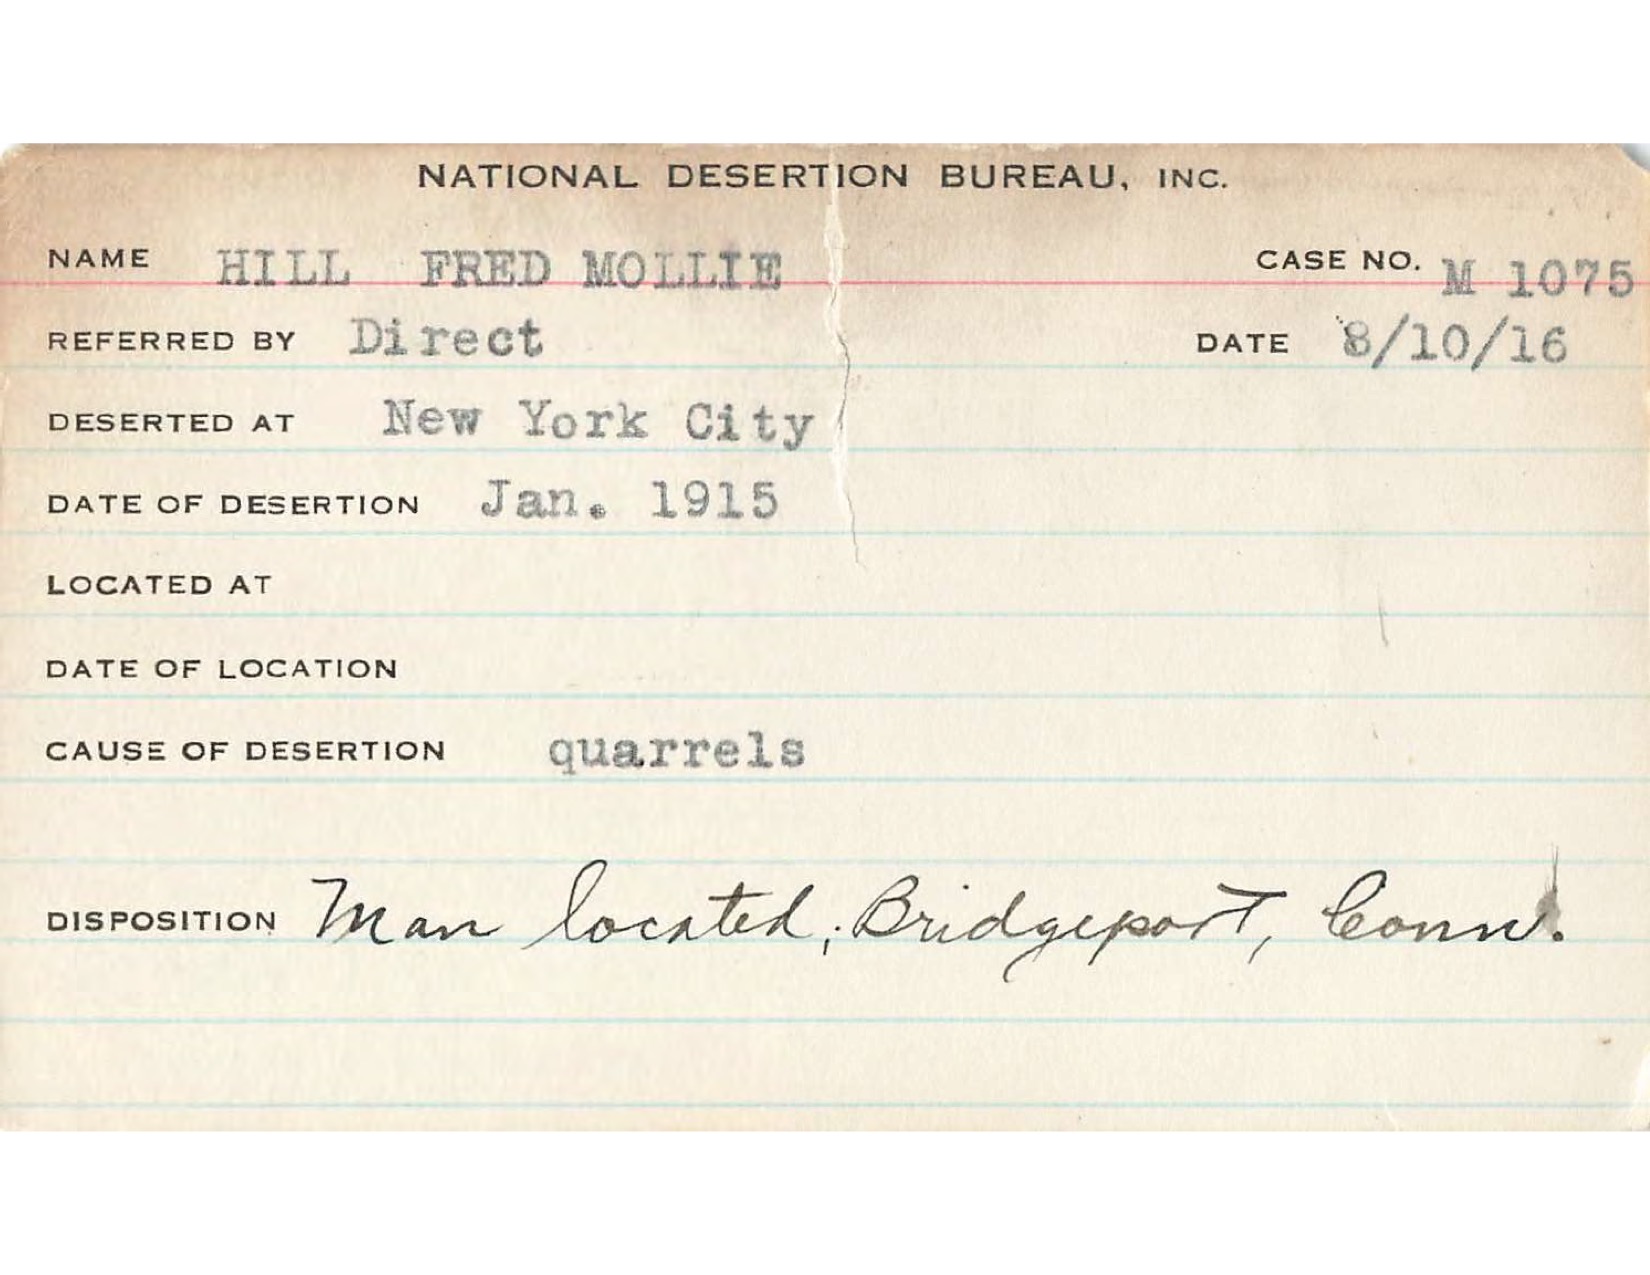 NATIONAL DESERTION BUREAU, INC.
NAME HILL FRED MOLLIE CASE NO. M 1075
REFERRED BY Direct DATE 8/10/16
DESERTED AT New York City
DATE OF DESERTION Jan. 1915
LOCATED AT
DATE OF LOCATION
CAUSE OF DESERTION quarrels
DISPOSITION Man located; Bridgeport, Conn.